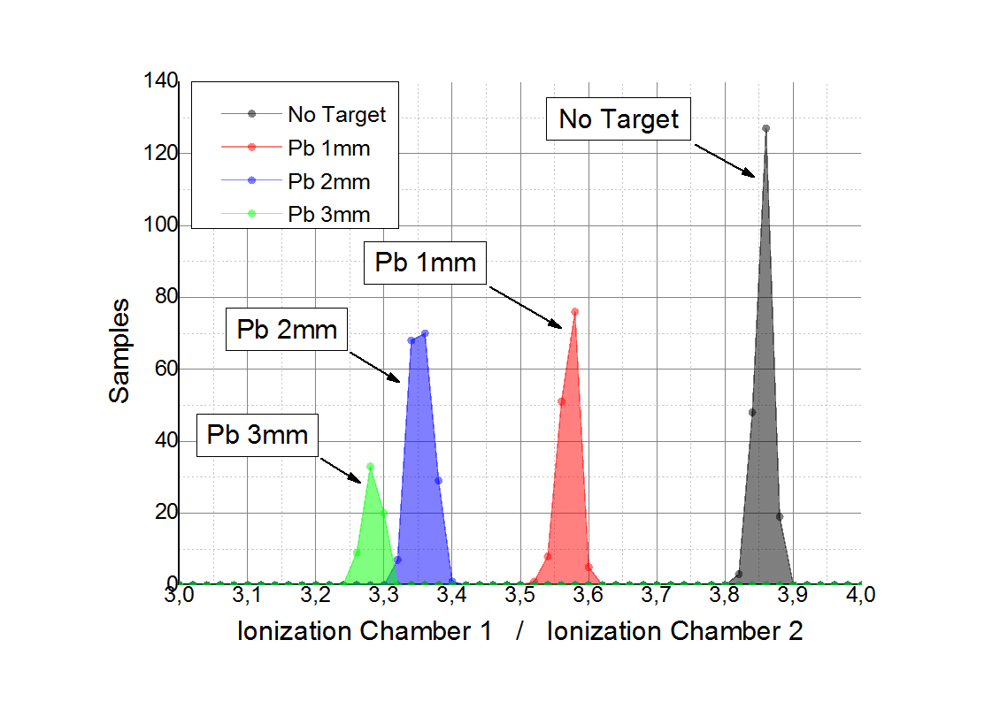 140
120
100
80
60
40
20
0
Samples
No Target
Pb 1mm
Pb 2mm
Pb 3mm
No Target
Pb 1mm
Pb 2mm
Pb 3mm
3,0 3,1 3,2 3,3 3,4 3,5 3,6 3,7 3,8 3,9 4,0
Ionization Chamber 1 / Ionization Chamber 2